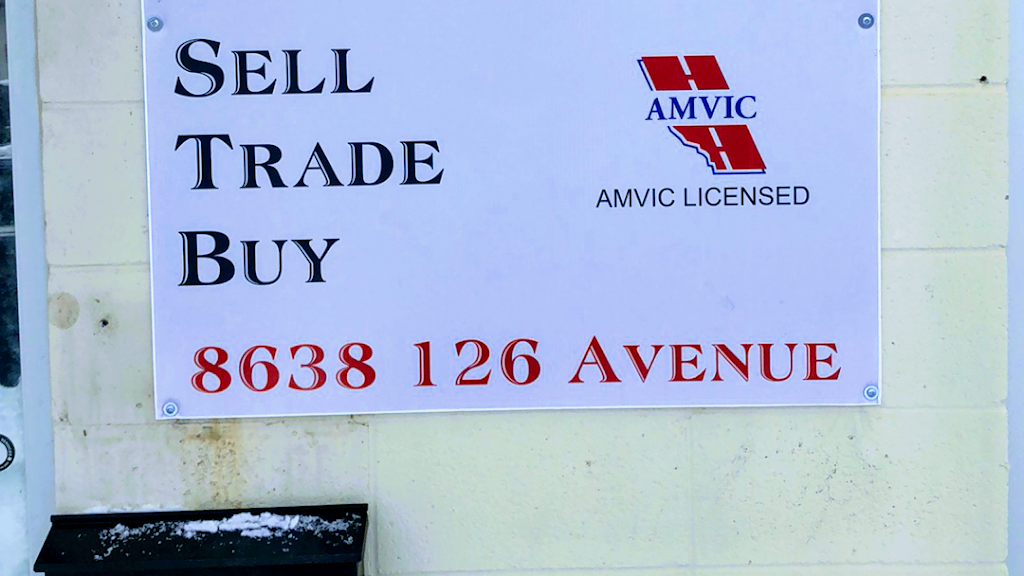 SELL
TRADE
BUY
AMVIC
AMVIC LICENSED
8638 126 AVENUE